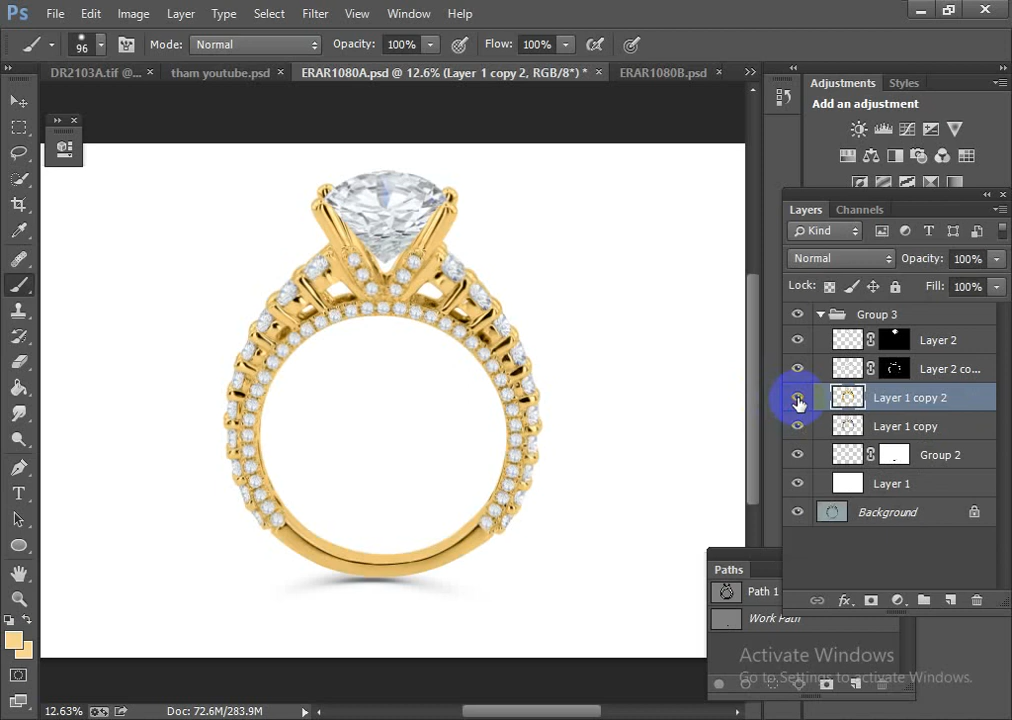 Ps File Edit Image Layer Type Select Filter View Window Help
96 Mode: Normal Opacity: 100% Flow: 100%
DR2103A.tif @... × tham youtube.psd × ERAR1080A.psd @ 12.6% (Layer 1 copy 2, RGB/8*) * × ERAR1080B.psd ×
Adjustments Styles
Add an adjustment
Layers Channels
Kind
Normal Opacity: 100%
Lock: Fill: 100%
Group 3
Layer 2
Layer 2 co...
Layer 1 copy 2
Layer 1 copy
Group 2
Layer 1
Background
fx
Paths
Path 1
Work Path
Activate Windows
Go to Settings to activate Windows.
12.63% Doc: 72.6M/283.9M